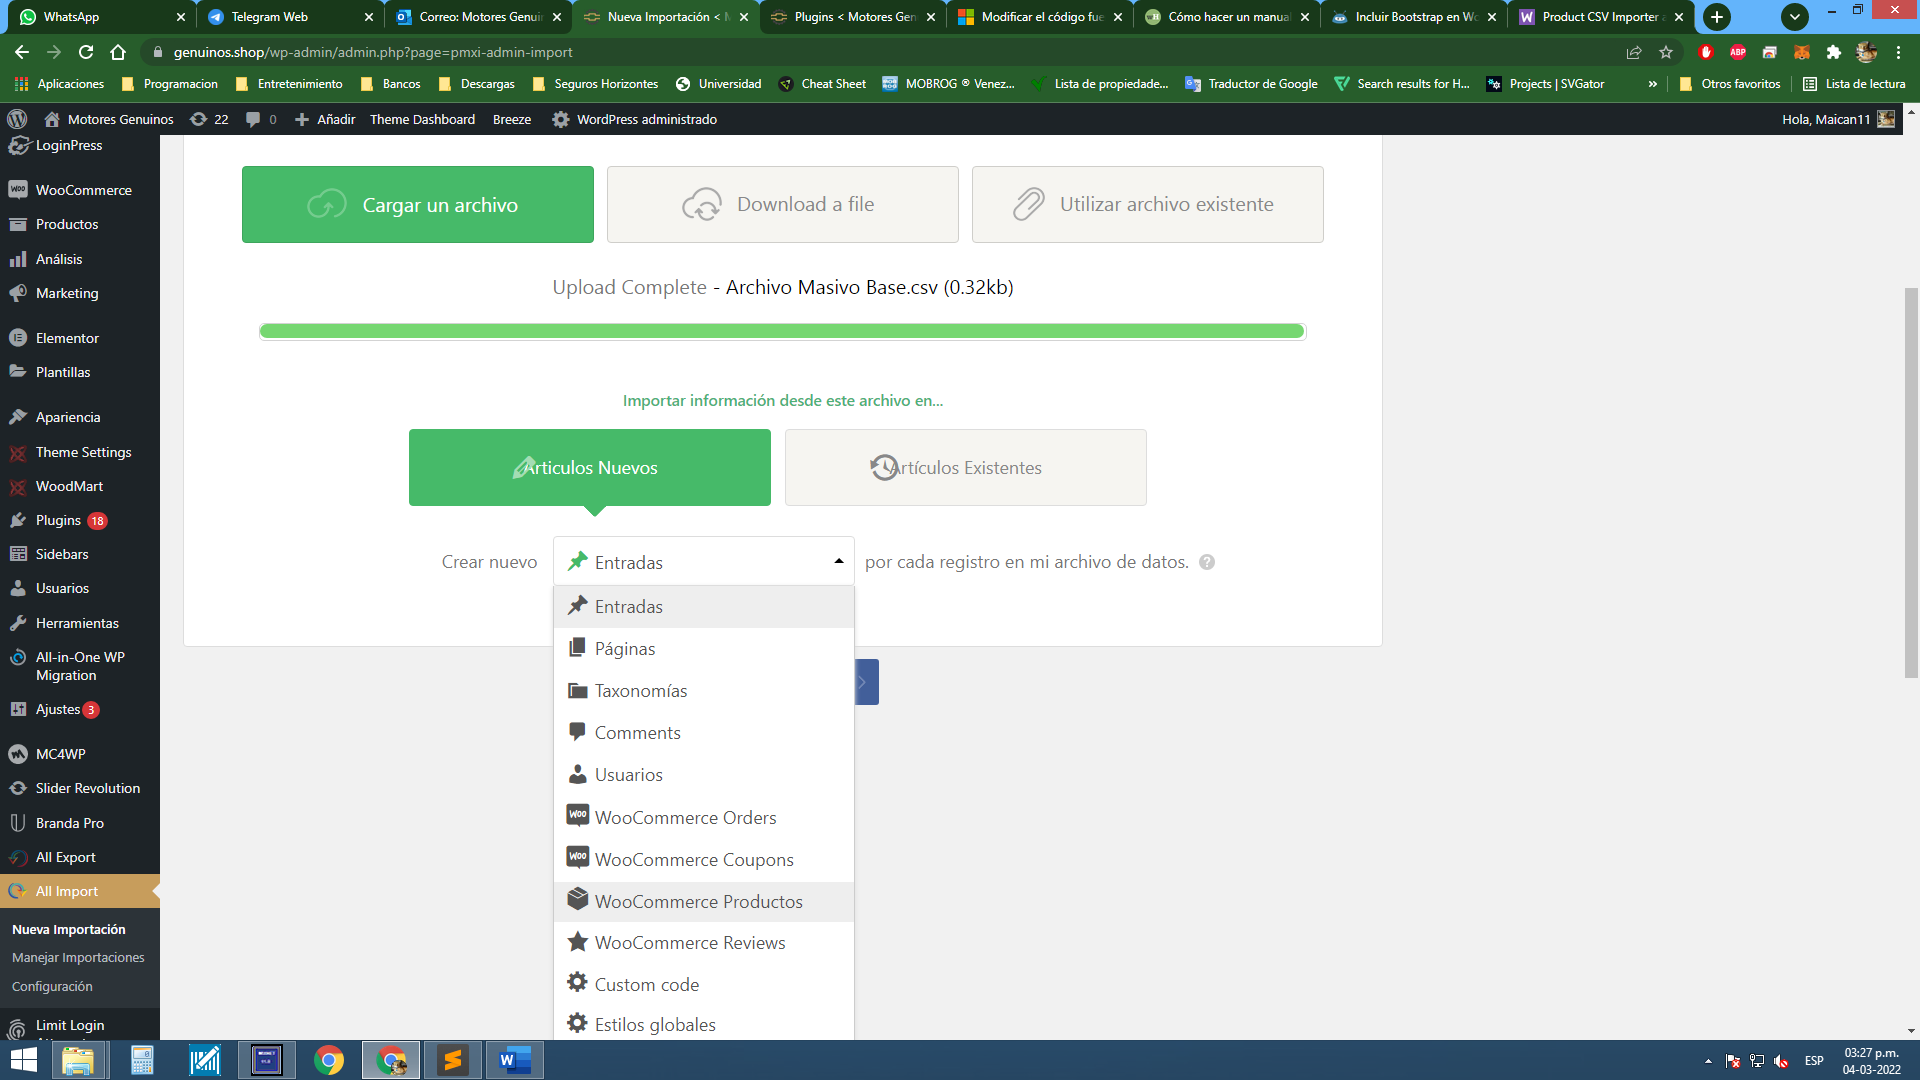 WhatsApp
Telegram Web
Correo: Motores Genuin
Nueva Importación < M
Plugins < Motores Gen
Modificar el código fue
Cómo hacer un manual
Incluir Bootstrap en Wo
Product CSV Importer a
genuinos.shop/wp-admin/admin.php?page=pmxi-admin-import
ABP
Aplicaciones
Programacion
Entretenimiento
Bancos
Descargas
Seguros Horizontes
Universidad
Cheat Sheet
MOBROG ® Venez...
Lista de propiedade...
Traductor de Google
Search results for H...
Projects | SVGator
»
Otros favoritos
Lista de lectura
Motores Genuinos
22
0
Añadir
Theme Dashboard
Breeze
WordPress administrado
Hola, Maican11
LoginPress
WooCommerce
Productos
Análisis
Marketing
Elementor
Plantillas
Apariencia
Theme Settings
WoodMart
Plugins 18
Sidebars
Usuarios
Herramientas
All-in-One WP
Migration
Ajustes 3
MC4WP
Slider Revolution
Branda Pro
All Export
All Import
Nueva Importación
Manejar Importaciones
Configuración
Limit Login
Cargar un archivo
Download a file
Utilizar archivo existente
Upload Complete - Archivo Masivo Base.csv (0.32kb)
Importar información desde este archivo en...
Articulos Nuevos
Artículos Existentes
Crear nuevo
Entradas
por cada registro en mi archivo de datos.
?
Entradas
Páginas
Taxonomías
Comments
Usuarios
WooCommerce Orders
WooCommerce Coupons
WooCommerce Productos
WooCommerce Reviews
Custom code
Estilos globales
ESP
03:27 p.m.
04-03-2022